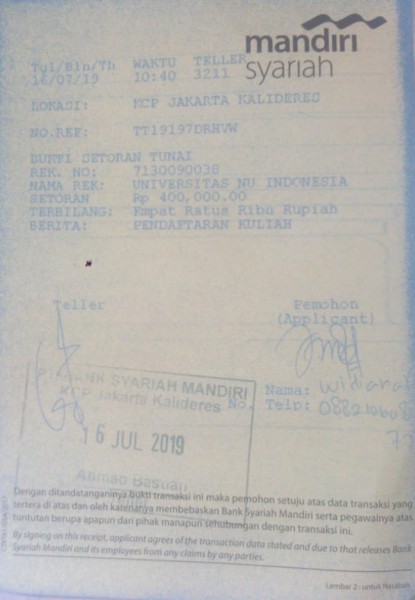 mandiri
syariah
Tgl/Bln/Th WAKTU TELLER
16/07/19 10:40 3211
LOKASI: KCP JAKARTA KALIDERES
NO.REF: TT19197DRHVW
BUKTI SETORAN TUNAI
REK. NO: 7130090038
NAMA REK: UNIVERSITAS NU INDONESIA
SETORAN Rp 400,000.00
TERBILANG: Empat Ratus Ribu Rupiah
BERITA: PENDAFTARAN KULIAH
Teller Pemohon
(Applicant)
BANK SYARIAH MANDIRI
KCP Jakarta Kalideres
Nama:
No. Telp:
16 JUL 2019
Ahmad
Dengan ditandatanganinya bukti transaksi ini maka pemohon setuju atas data transaksi yang
tertera di atas dan oleh karenanya membebaskan Bank Syariah Mandiri serta pegawainya atas
tuntutan berupa apapun dari pihak manapun sehubungan dengan transaksi ini.
By signing on this receipt, applicant agrees of the transaction data stated and due to that releases Bank
Syariah Mandiri and its employees from any claims by any parties.
Lembar 2 : untuk Nasabah